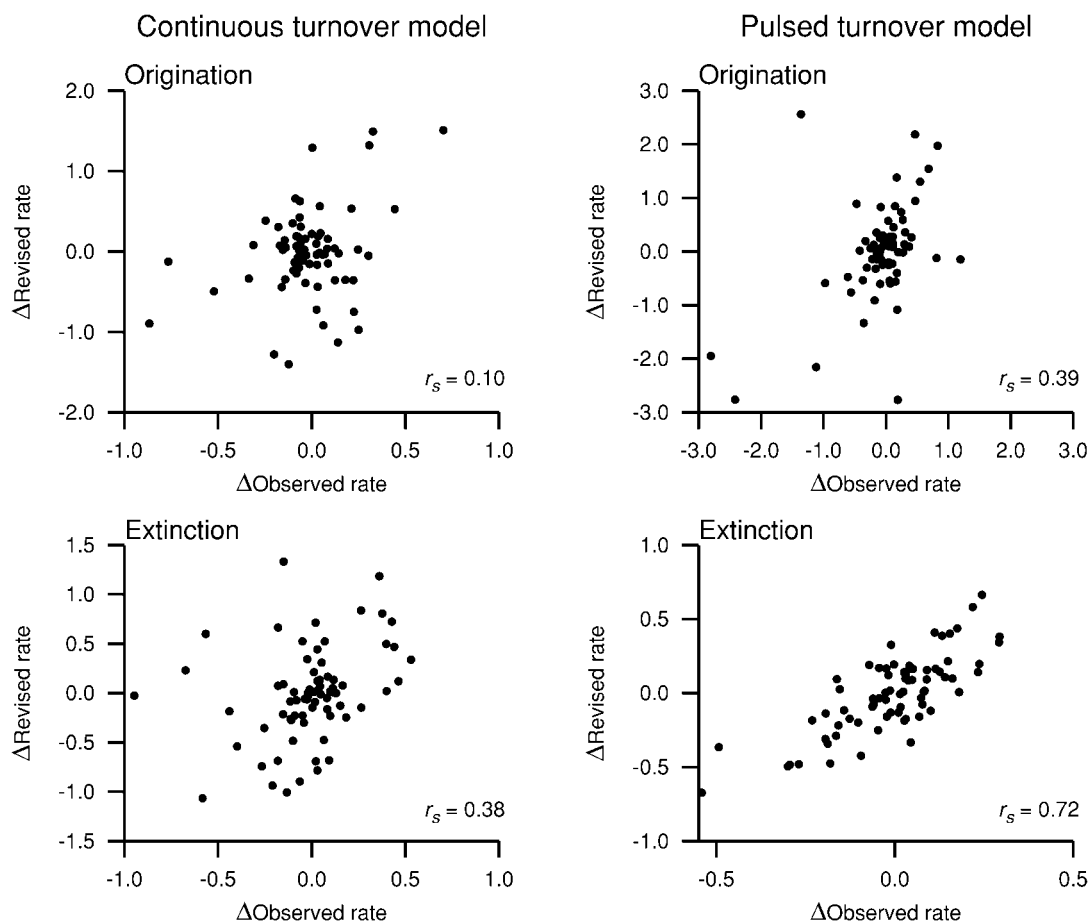 Continuous turnover model
Pulsed turnover model
Origination
2.0
1.0
0.0
-1.0
-2.0
ΔRevised rate
r_s = 0.10
-1.0 -0.5 0.0 0.5 1.0
ΔObserved rate
Origination
3.0
2.0
1.0
0.0
-1.0
-2.0
-3.0
ΔRevised rate
r_s = 0.39
-3.0 -1.0 0.0 1.0 2.0 3.0
ΔObserved rate
Extinction
1.5
1.0
0.5
0.0
-0.5
-1.0
-1.5
ΔRevised rate
r_s = 0.38
-1.0 -0.5 0.0 0.5 1.0
ΔObserved rate
Extinction
1.0
0.5
0.0
-0.5
-1.0
ΔRevised rate
r_s = 0.72
-0.5 0.0 0.5
ΔObserved rate